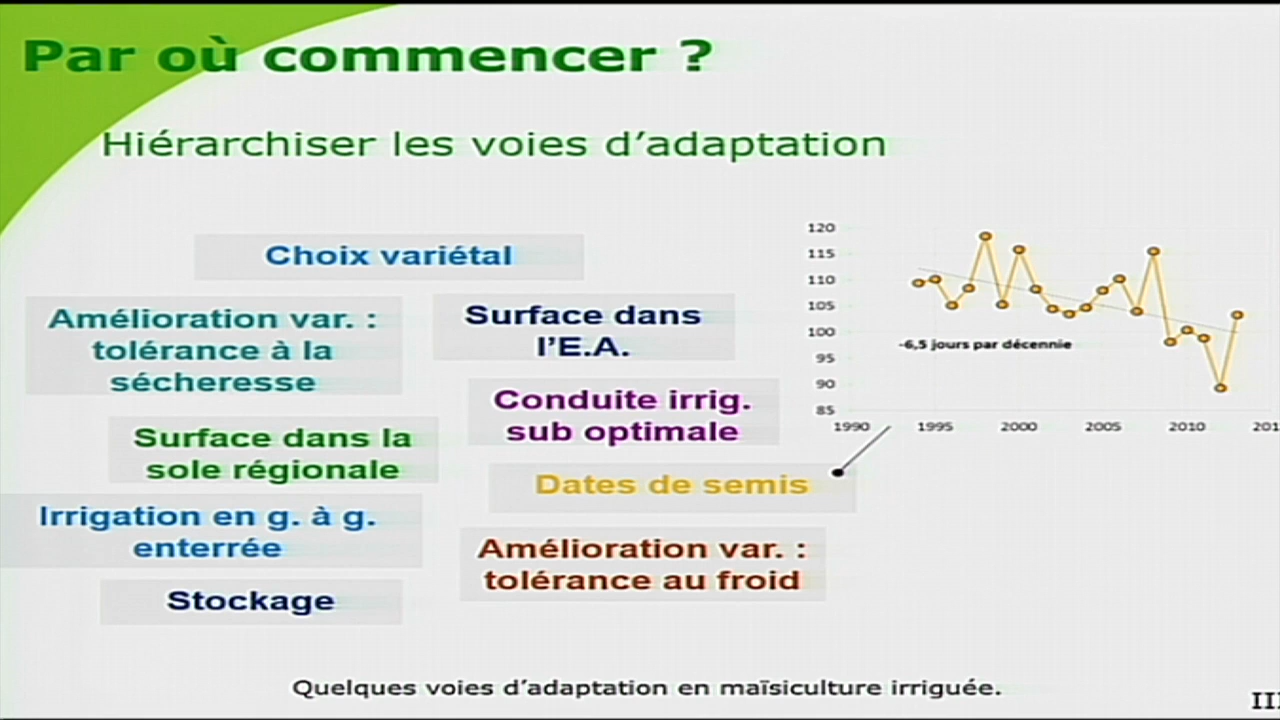 Par où commencer ?
Hiérarchiser les voies d’adaptation
Choix variétal
Amélioration var. :
tolérance à la
sécheresse
Surface dans
l’E.A.
Conduite irrig.
sub optimale
Surface dans la
sole régionale
Dates de semis
Irrigation en g. à g.
enterrée
Amélioration var. :
tolérance au froid
Stockage
120
115
110
105
100
95
90
85
-6,5 jours par décennie
1990 1995 2000 2005 2010 201
Quelques voies d’adaptation en maïsiculture irriguée.
III